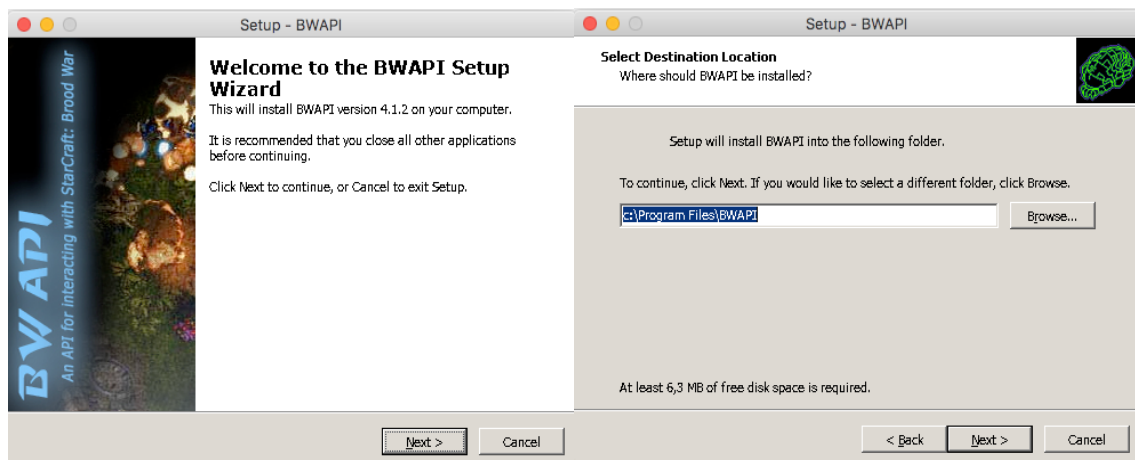 Setup - BWAPI
BW API
An API for interacting with StarCraft: Brood War
Welcome to the BWAPI Setup
Wizard
This will install BWAPI version 4.1.2 on your computer.
It is recommended that you close all other applications
before continuing.
Click Next to continue, or Cancel to exit Setup.
Next >
Cancel
Setup - BWAPI
Select Destination Location
Where should BWAPI be installed?
Setup will install BWAPI into the following folder.
To continue, click Next. If you would like to select a different folder, click Browse.
c:\Program Files\BWAPI
Browse...
At least 6,3 MB of free disk space is required.
< Back
Next >
Cancel